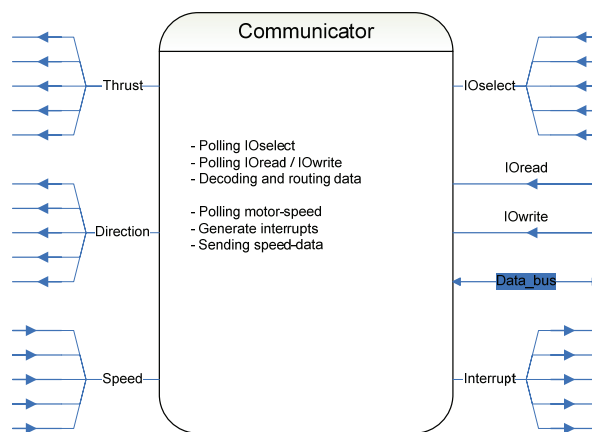 Communicator
Thrust
IOselect
- Polling IOselect
- Polling IOread / IOwrite
- Decoding and routing data
IOread
IOwrite
- Polling motor-speed
- Generate interrupts
- Sending speed-data
Direction
Data_bus
Speed
Interrupt